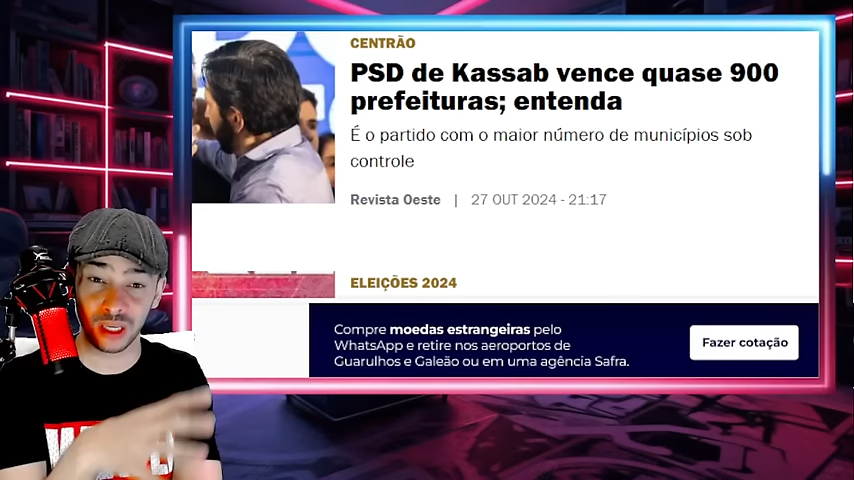 CENTRÃO
PSD de Kassab vence quase 900
prefeituras; entenda
É o partido com o maior número de municípios sob
controle
Revista Oeste | 27 OUT 2024 - 21:17
ELEIÇÕES 2024
Compre moedas estrangeiras pelo
WhatsApp e retire nos aeroportos de
Guarulhos e Galeão ou em uma agência Safra.
Fazer cotação